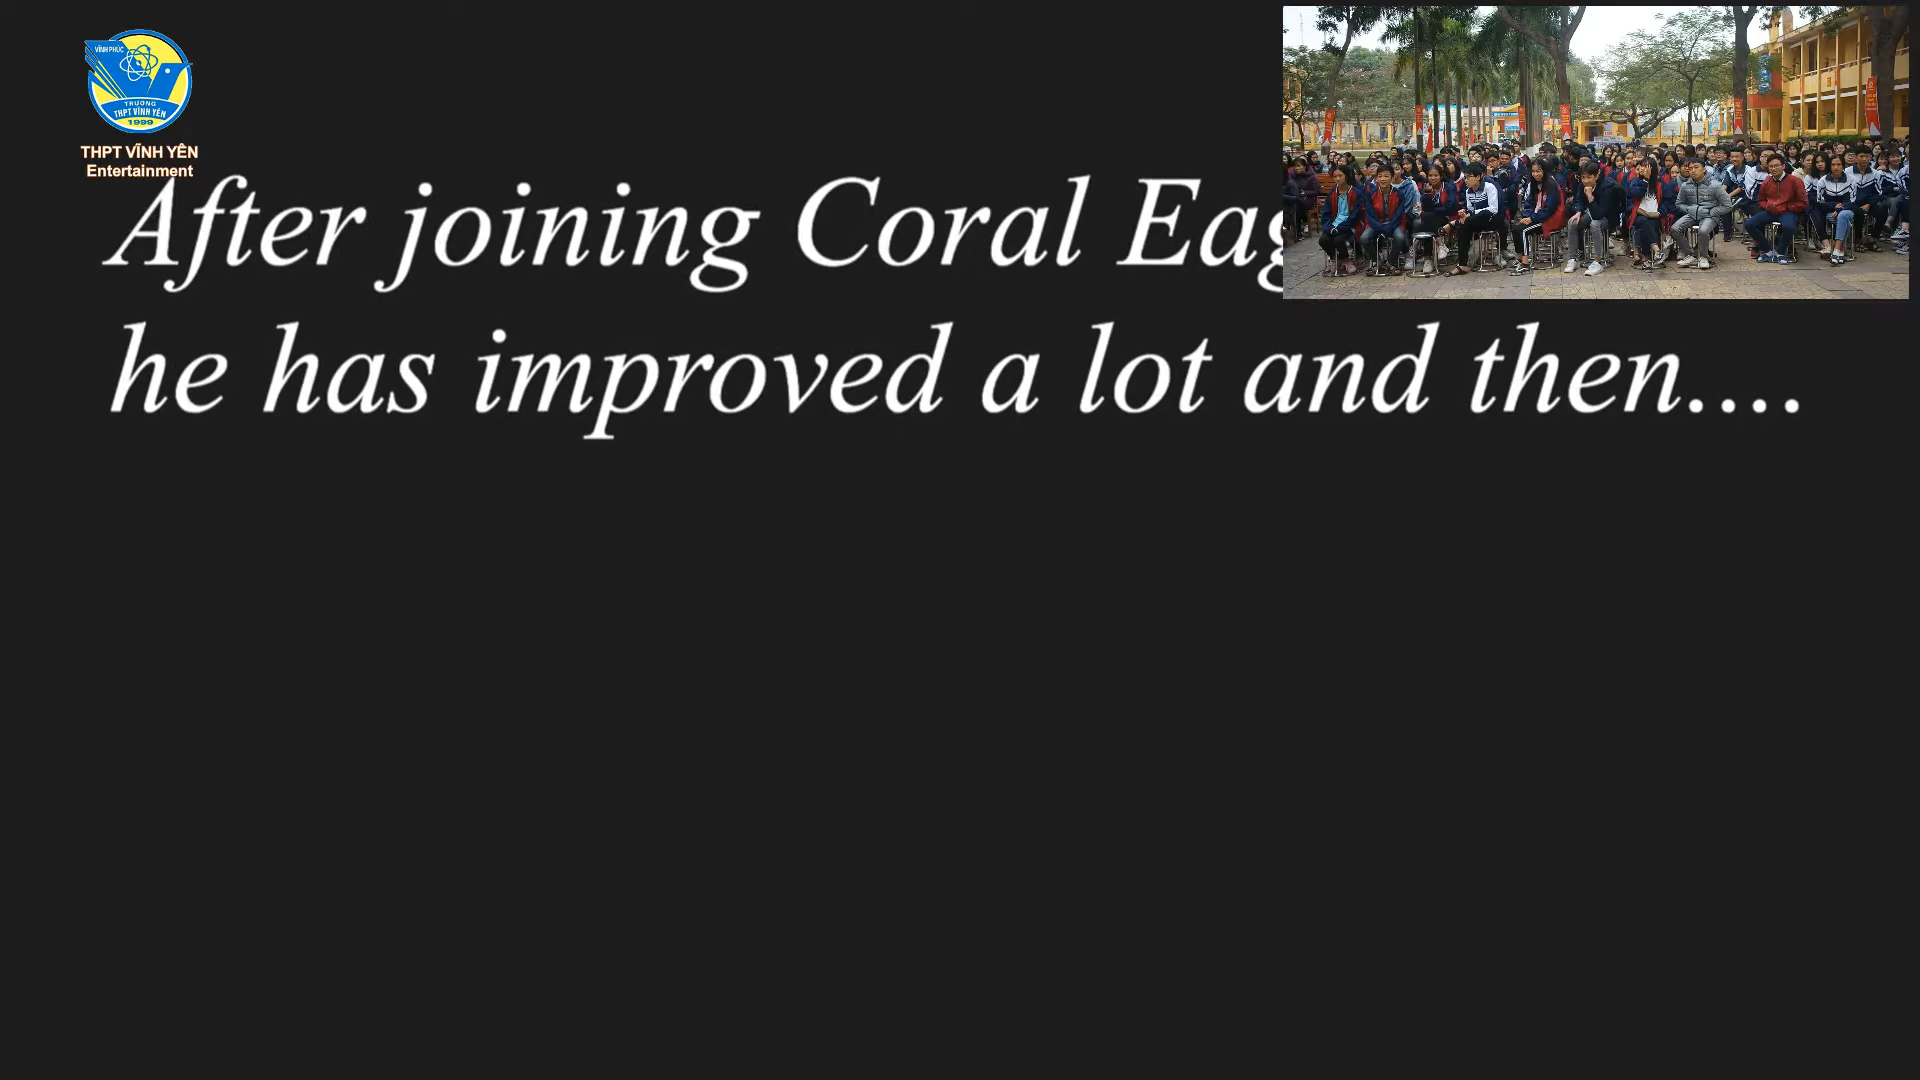 VĨNH PHÚC
TRƯỜNG
THPT VĨNH YÊN
1999
THPT VĨNH YÊN
Entertainment
After joining Coral
he has improved a lot and then....